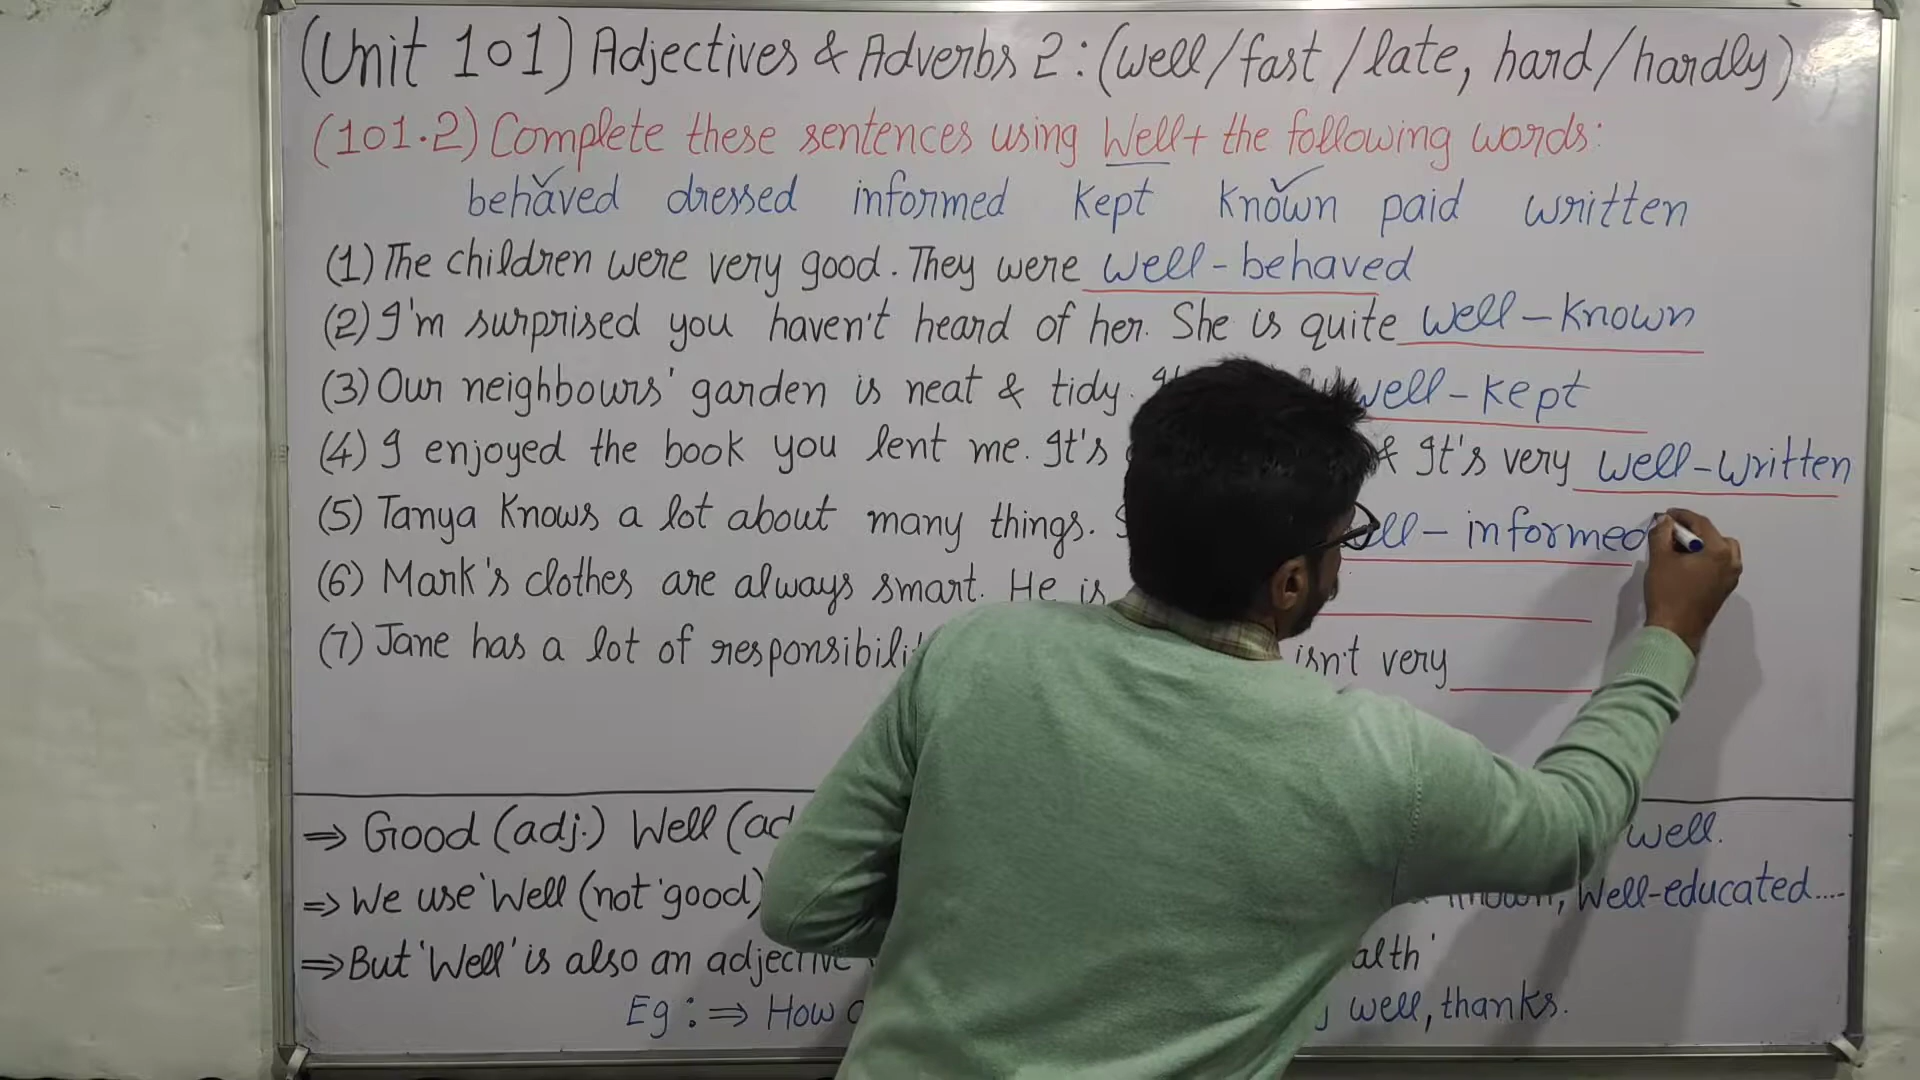 (Unit 101) Adjectives & Adverbs 2: (well/fast/late, hard/hardly)
(101.2) Complete these sentences using Well+ the following words:
behaved dressed informed kept known paid written
(1) The children were very good. They were well-behaved
(2) I'm surprised you haven't heard of her. She is quite well-known
(3) Our neighbours' garden is neat & tidy. well-kept
(4) I enjoyed the book you lent me. It's & It's very well-written
(5) Tanya knows a lot about many things. informed
(6) Mark's clothes are always smart. He is
(7) Jane has a lot of isn't very
⇒ Good (adj.) Well well.
⇒ We use 'Well (not 'good) Well-educated....
⇒ But 'Well' is also an adjective
Eg: ⇒ How well, thanks.